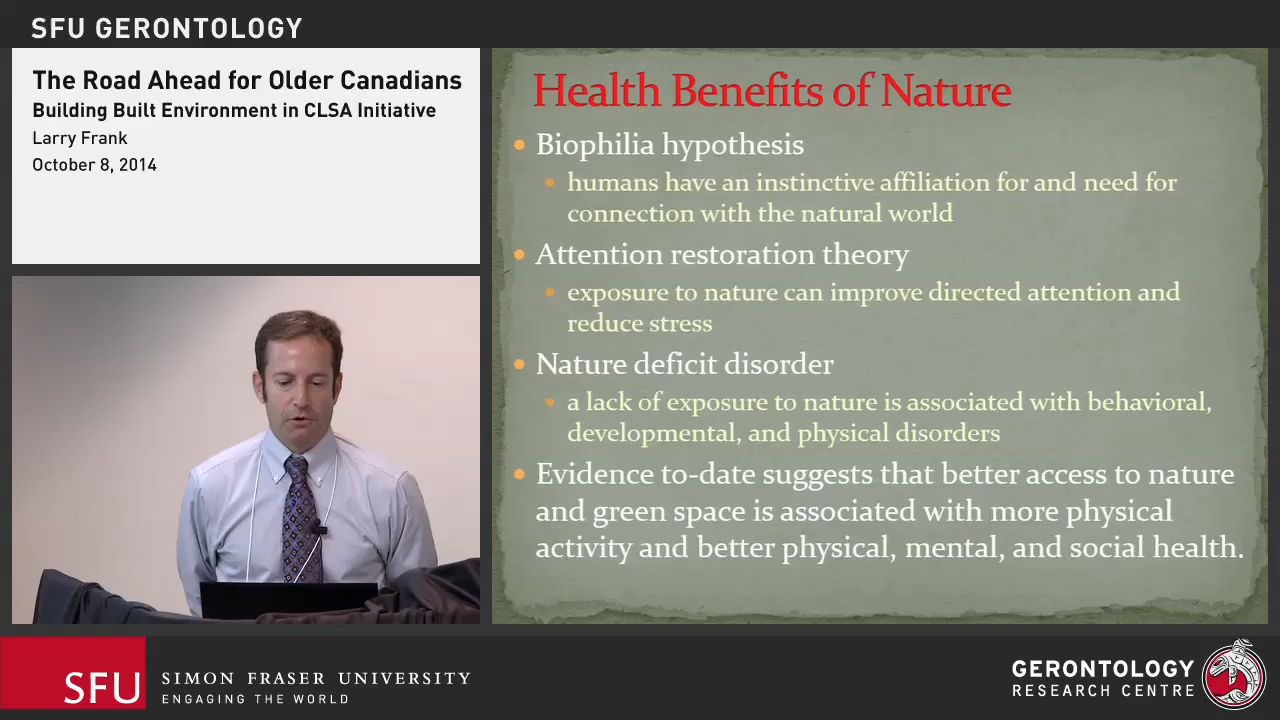 SFU GERONTOLOGY
The Road Ahead for Older Canadians
Building Built Environment in CLSA Initiative
Larry Frank
October 8, 2014
Health Benefits of Nature
• Biophilia hypothesis
• humans have an instinctive affiliation for and need for
connection with the natural world
• Attention restoration theory
• exposure to nature can improve directed attention and
reduce stress
• Nature deficit disorder
• a lack of exposure to nature is associated with behavioral,
developmental, and physical disorders
• Evidence to-date suggests that better access to nature
and green space is associated with more physical
activity and better physical, mental, and social health.
SFU
SIMON FRASER UNIVERSITY
ENGAGING THE WORLD
GERONTOLOGY
RESEARCH CENTRE